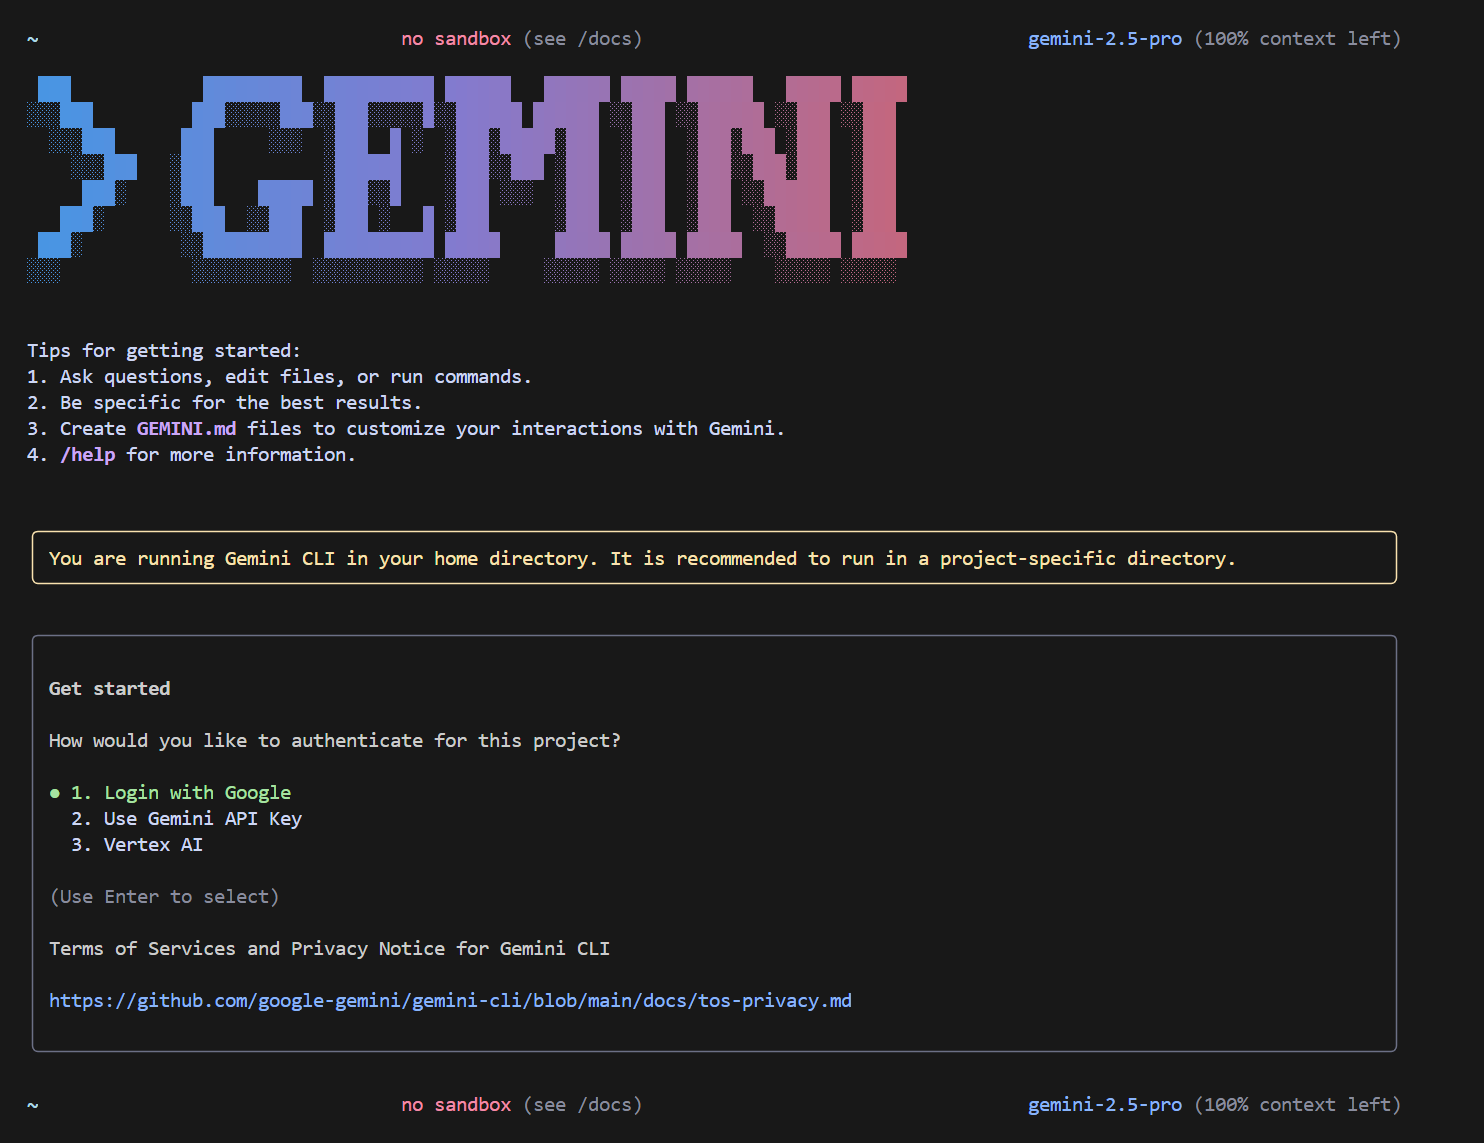 ~ no sandbox (see /docs) gemini-2.5-pro (100% context left)
> GEMINI
Tips for getting started:
1. Ask questions, edit files, or run commands.
2. Be specific for the best results.
3. Create GEMINI.md files to customize your interactions with Gemini.
4. /help for more information.
You are running Gemini CLI in your home directory. It is recommended to run in a project-specific directory.
Get started
How would you like to authenticate for this project?
● 1. Login with Google
2. Use Gemini API Key
3. Vertex AI
(Use Enter to select)
Terms of Services and Privacy Notice for Gemini CLI
https://github.com/google-gemini/gemini-cli/blob/main/docs/tos-privacy.md
~ no sandbox (see /docs) gemini-2.5-pro (100% context left)